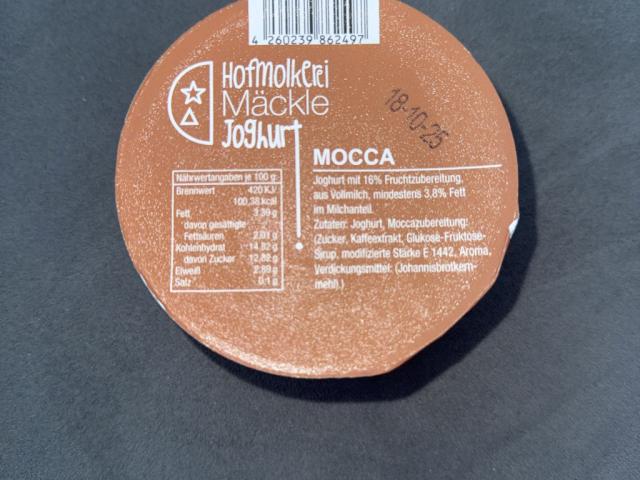 4 260239 862497
Hofmolkerei
Mäckle
Joghurt
18-10-25
MOCCA
Joghurt mit 16% Fruchtzubereitung,
aus Vollmilch, mindestens 3,8% Fett
im Milchanteil.
Zutaten: Joghurt, Moccazubereitung:
(Zucker, Kaffeextrakt, Glukose-Fruktose-
Sirup, modifizierte Stärke E 1442, Aroma,
Verdickungsmittel: (Johannisbrotkern-
mehl).)
Nährwertangaben je 100 g:
Brennwert 420 KJ/
100,38 kcal
Fett 3,39 g
davon gesättigte
Fettsäuren 2,01 g
Kohlenhydrat 14,82 g
davon Zucker 12,82 g
Eiweiß 2,89 g
Salz 0,1 g